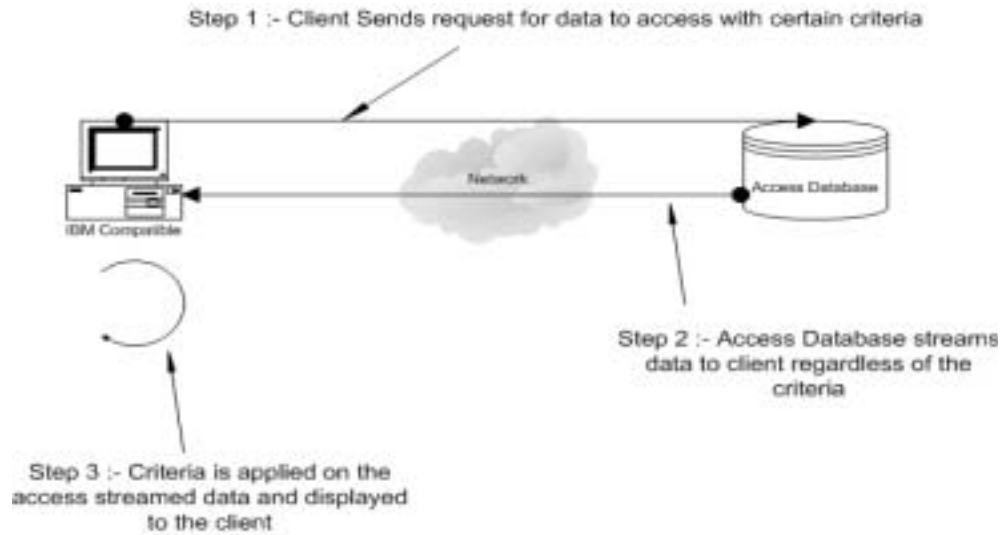 Step 1 :- Client Sends request for data to access with certain criteria
Network
Access Database
IBM Compatible
Step 2 :- Access Database streams
data to client regardless of the
criteria
Step 3 :- Criteria is applied on the
access streamed data and displayed
to the client